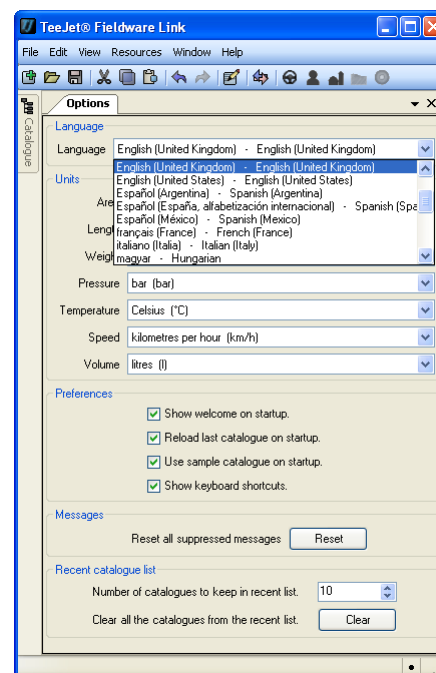 TeeJet® Fieldware Link
File Edit View Resources Window Help
Catalogue
Options
Language
Language English (United Kingdom) - English (United Kingdom)
English (United Kingdom) - English (United Kingdom)
English (United States) - English (United States)
Español (Argentina) - Spanish (Argentina)
Español (España, alfabetización internacional) - Spanish (Spa
Español (México) - Spanish (Mexico)
français (France) - French (France)
italiano (Italia) - Italian (Italy)
magyar - Hungarian
Units
Are
Lengt
Weigh
Pressure bar (bar)
Temperature Celsius (°C)
Speed kilometres per hour (km/h)
Volume litres (l)
Preferences
Show welcome on startup.
Reload last catalogue on startup.
Use sample catalogue on startup.
Show keyboard shortcuts.
Messages
Reset all suppressed messages Reset
Recent catalogue list
Number of catalogues to keep in recent list. 10
Clear all the catalogues from the recent list. Clear